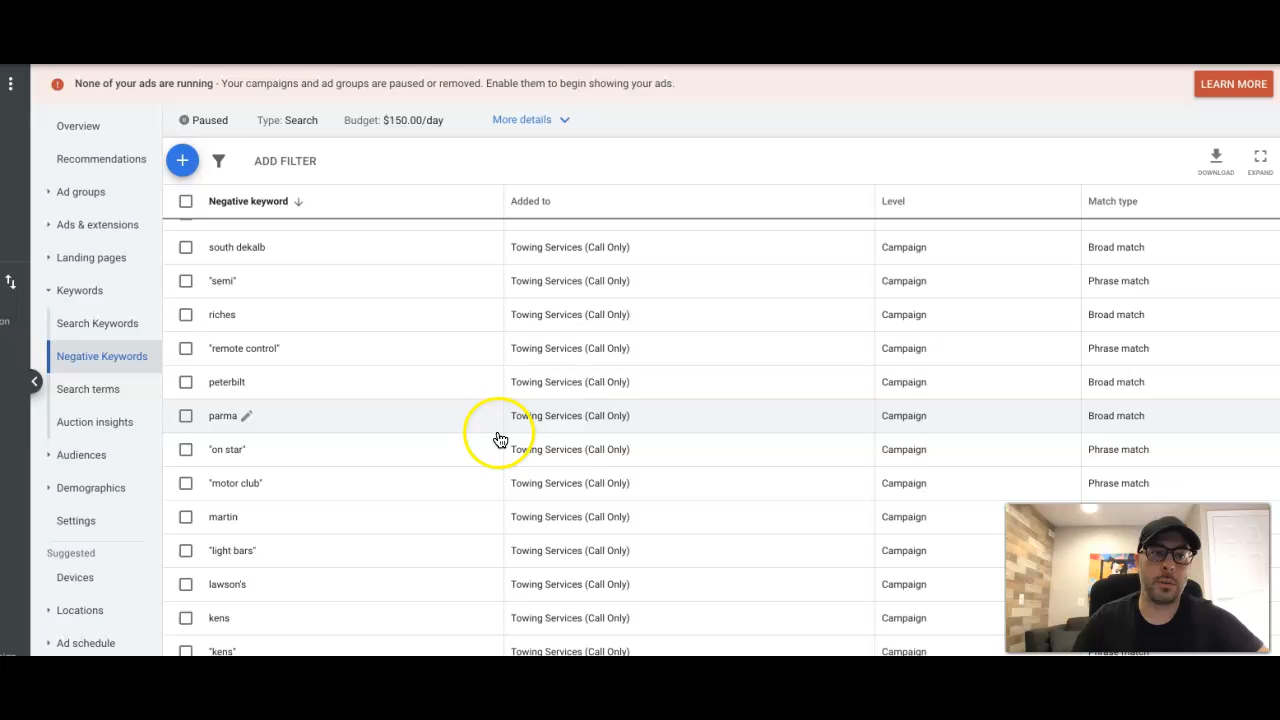 None of your ads are running - Your campaigns and ad groups are paused or removed. Enable them to begin showing your ads.
LEARN MORE
Overview
Recommendations
Ad groups
Ads & extensions
Landing pages
Keywords
Search Keywords
Negative Keywords
Search terms
Auction insights
Audiences
Demographics
Settings
Suggested
Devices
Locations
Ad schedule
on
Paused Type: Search Budget: $150.00/day More details
ADD FILTER
DOWNLOAD
EXPAND
Negative keyword Added to Level Match type
south dekalb Towing Services (Call Only) Campaign Broad match
"semi" Towing Services (Call Only) Campaign Phrase match
riches Towing Services (Call Only) Campaign Broad match
"remote control" Towing Services (Call Only) Campaign Phrase match
peterbilt Towing Services (Call Only) Campaign Broad match
parma Towing Services (Call Only) Campaign Broad match
"on star" Towing Services (Call Only) Campaign Phrase match
"motor club" Towing Services (Call Only) Campaign Phrase match
martin Towing Services (Call Only) Campaign
"light bars" Towing Services (Call Only) Campaign
lawson's Towing Services (Call Only) Campaign
kens Towing Services (Call Only) Campaign
"kens" Towing Services (Call Only) Campaign Phrase match